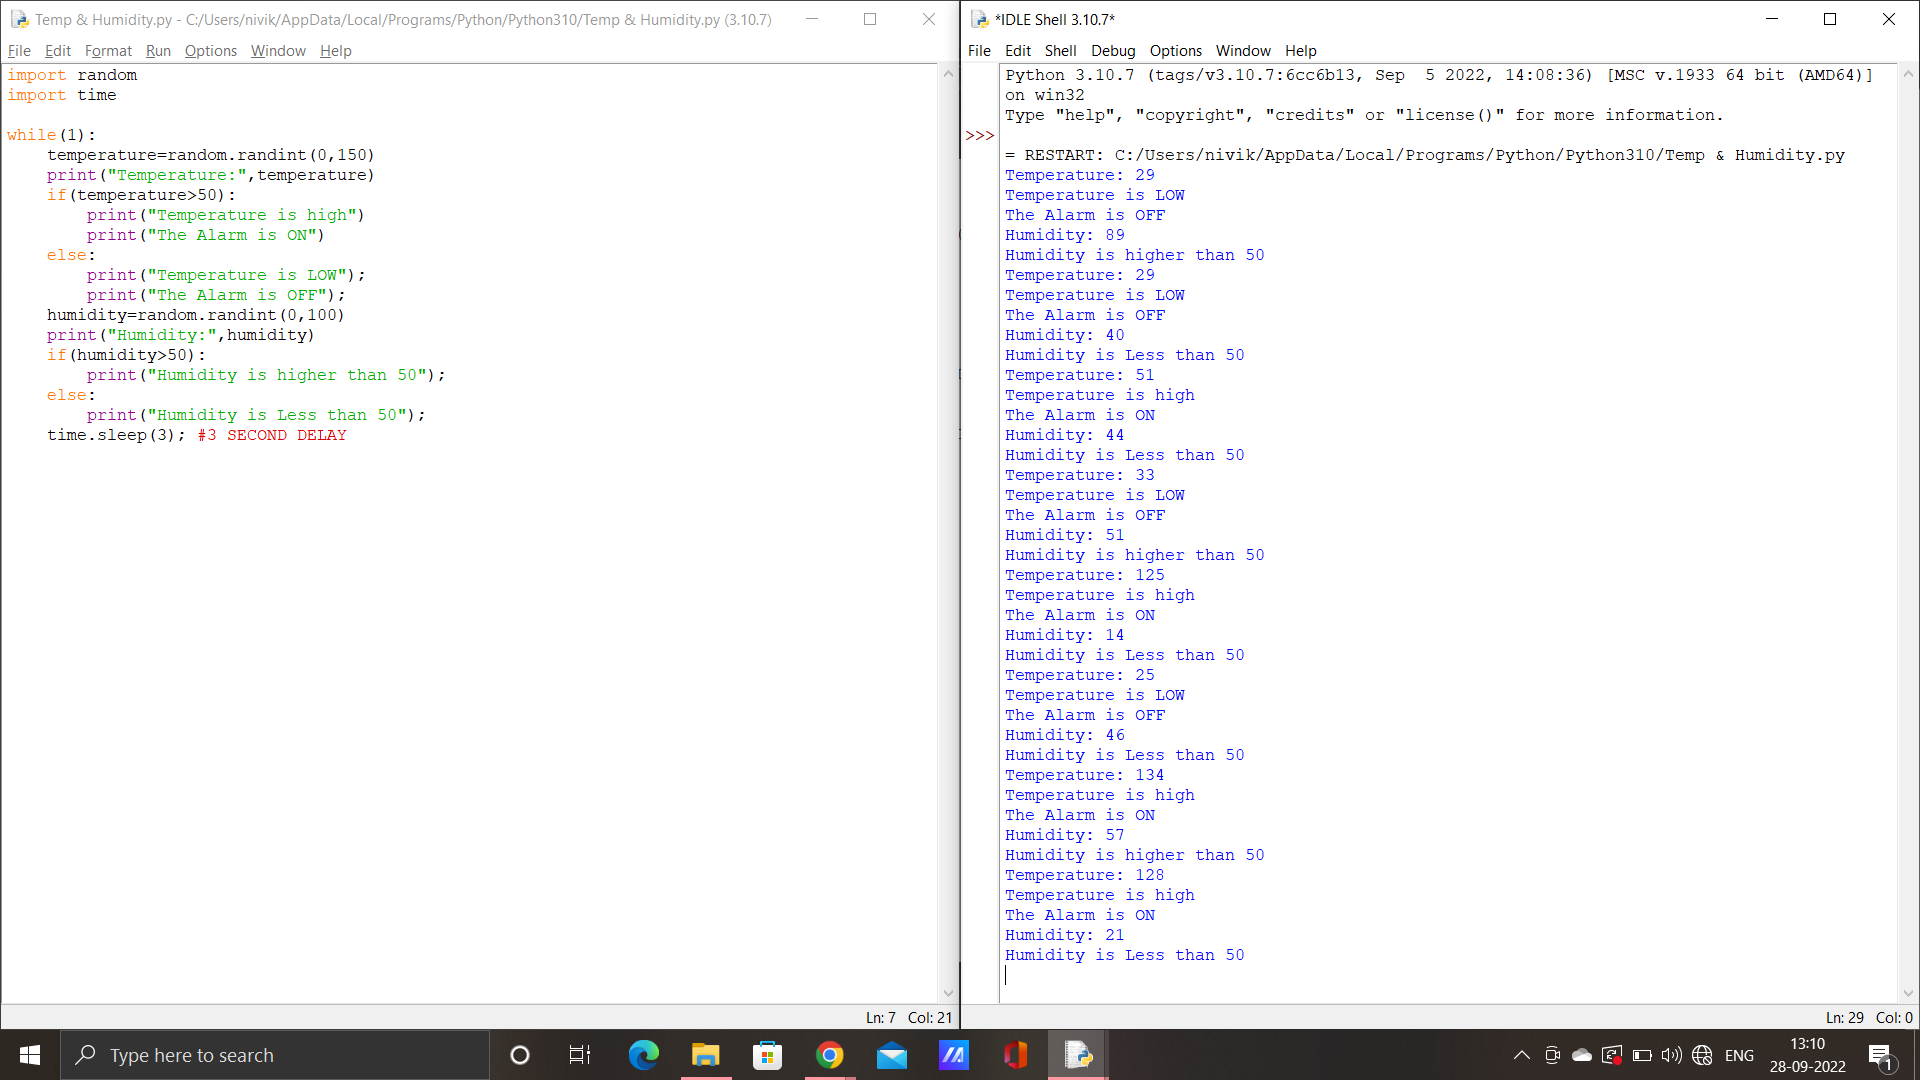 Temp & Humidity.py - C:/Users/nivik/AppData/Local/Programs/Python/Python310/Temp & Humidity.py (3.10.7)
File Edit Format Run Options Window Help
import random
import time
while(1):
    temperature=random.randint(0,150)
    print("Temperature:",temperature)
    if(temperature>50):
        print("Temperature is high")
        print("The Alarm is ON")
    else:
        print("Temperature is LOW");
        print("The Alarm is OFF");
    humidity=random.randint(0,100)
    print("Humidity:",humidity)
    if(humidity>50):
        print("Humidity is higher than 50");
    else:
        print("Humidity is Less than 50");
    time.sleep(3); #3 SECOND DELAY
Ln: 7 Col: 21
*IDLE Shell 3.10.7*
File Edit Shell Debug Options Window Help
Python 3.10.7 (tags/v3.10.7:6cc6b13, Sep  5 2022, 14:08:36) [MSC v.1933 64 bit (AMD64)]
on win32
Type "help", "copyright", "credits" or "license()" for more information.
>>>
= RESTART: C:/Users/nivik/AppData/Local/Programs/Python/Python310/Temp & Humidity.py
Temperature: 29
Temperature is LOW
The Alarm is OFF
Humidity: 89
Humidity is higher than 50
Temperature: 29
Temperature is LOW
The Alarm is OFF
Humidity: 40
Humidity is Less than 50
Temperature: 51
Temperature is high
The Alarm is ON
Humidity: 44
Humidity is Less than 50
Temperature: 33
Temperature is LOW
The Alarm is OFF
Humidity: 51
Humidity is higher than 50
Temperature: 125
Temperature is high
The Alarm is ON
Humidity: 14
Humidity is Less than 50
Temperature: 25
Temperature is LOW
The Alarm is OFF
Humidity: 46
Humidity is Less than 50
Temperature: 134
Temperature is high
The Alarm is ON
Humidity: 57
Humidity is higher than 50
Temperature: 128
Temperature is high
The Alarm is ON
Humidity: 21
Humidity is Less than 50
Ln: 29 Col: 0
Type here to search
ENG
13:10
28-09-2022
1